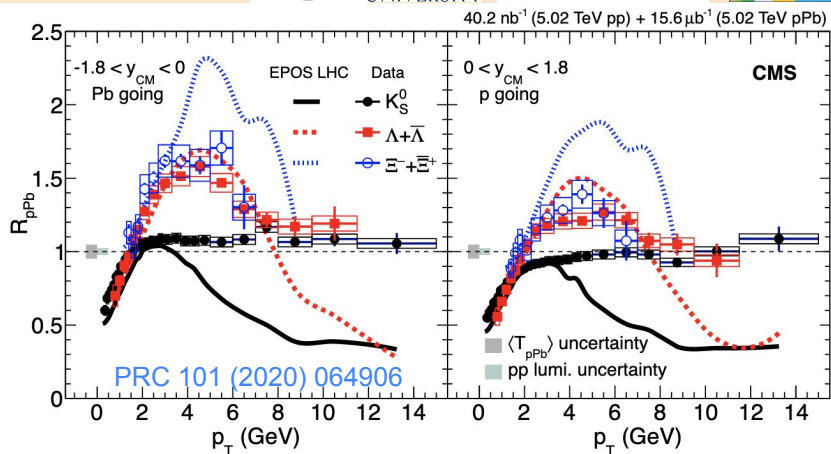 40.2 nb⁻¹ (5.02 TeV pp) + 15.6 μb⁻¹ (5.02 TeV pPb)
2.5
2
1.5
1
0.5
0
R_pPb
-1.8 < y_CM < 0
Pb going
EPOS LHC Data
K⁰_S
Λ+Λ̄
Ξ⁻+Ξ̄⁺
PRC 101 (2020) 064906
0 2 4 6 8 10 12 14
p_T (GeV)
0 < y_CM < 1.8
p going
CMS
⟨T_pPb⟩ uncertainty
pp lumi. uncertainty
0 2 4 6 8 10 12 14
p_T (GeV)